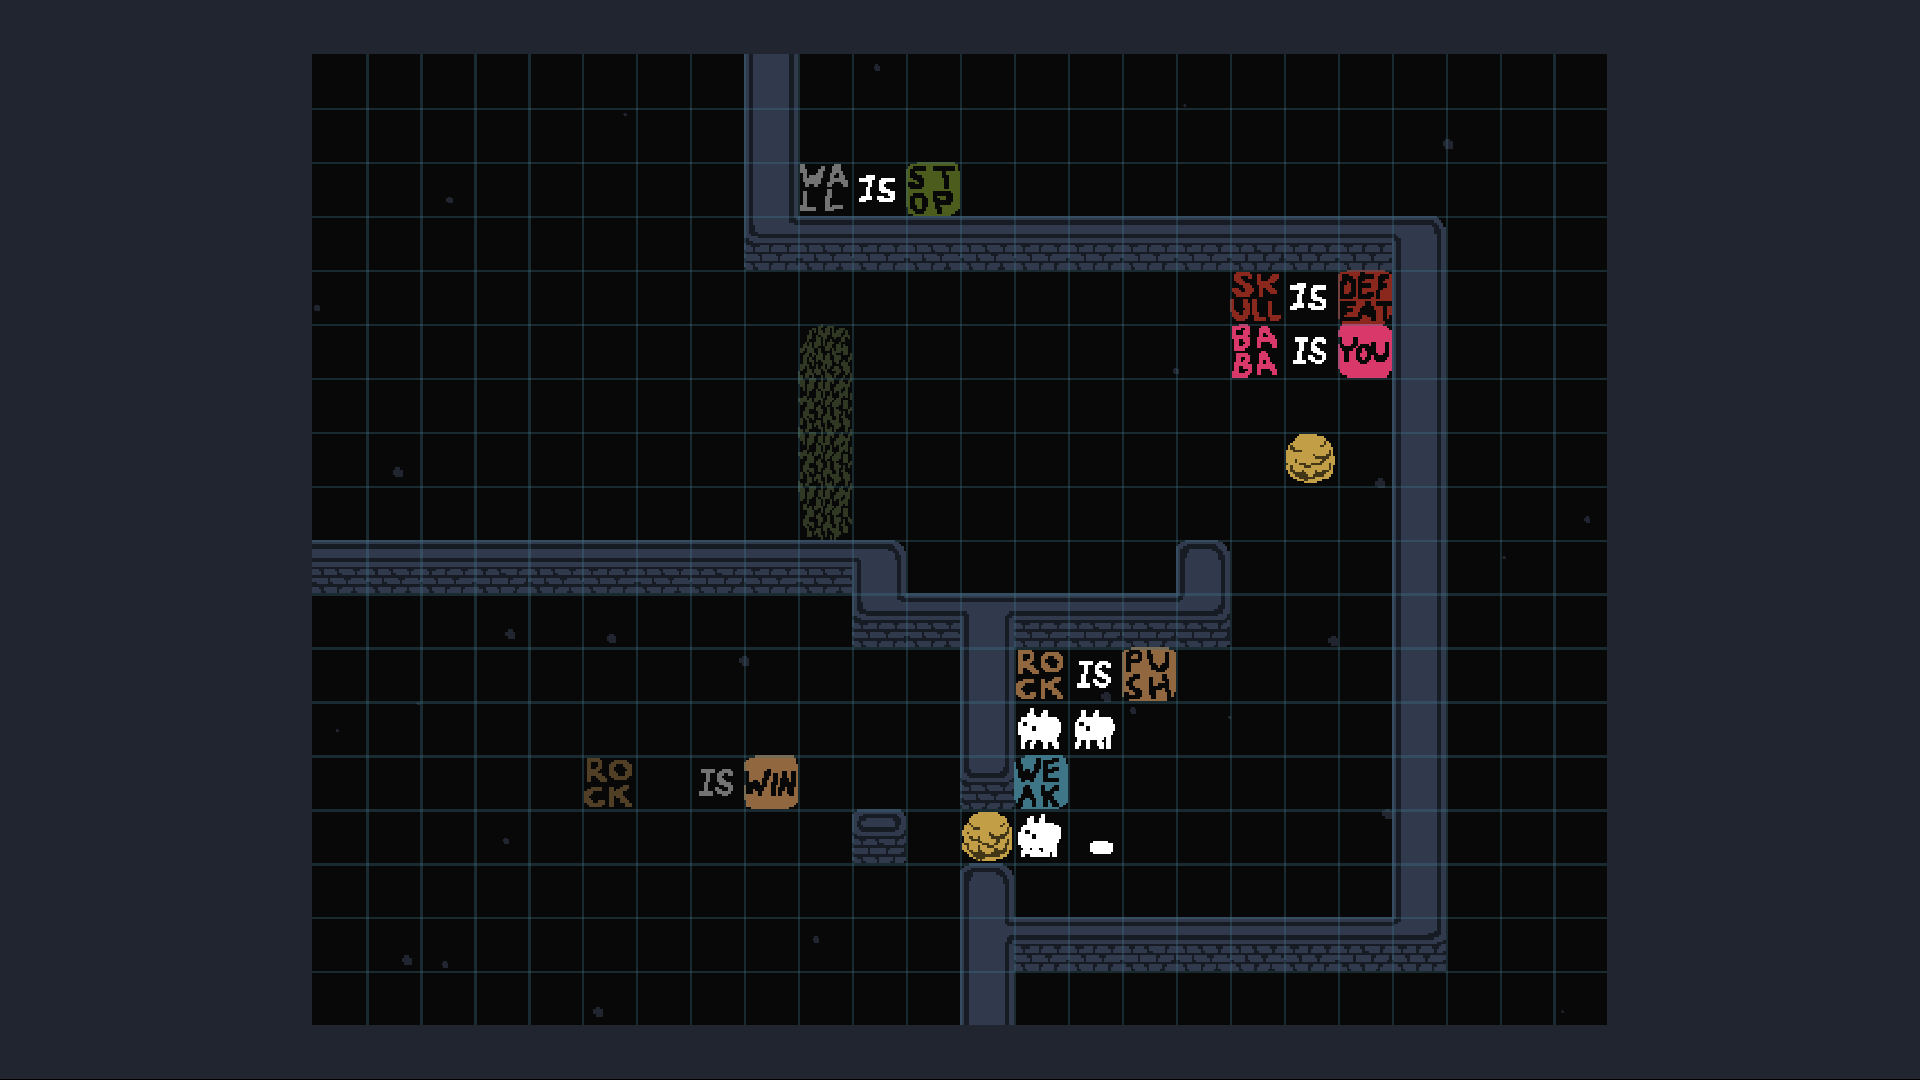 WALL IS STOP
SKULL IS DEFEAT
BABA IS YOU
ROCK IS PUSH
ROCK IS WIN
WEAK